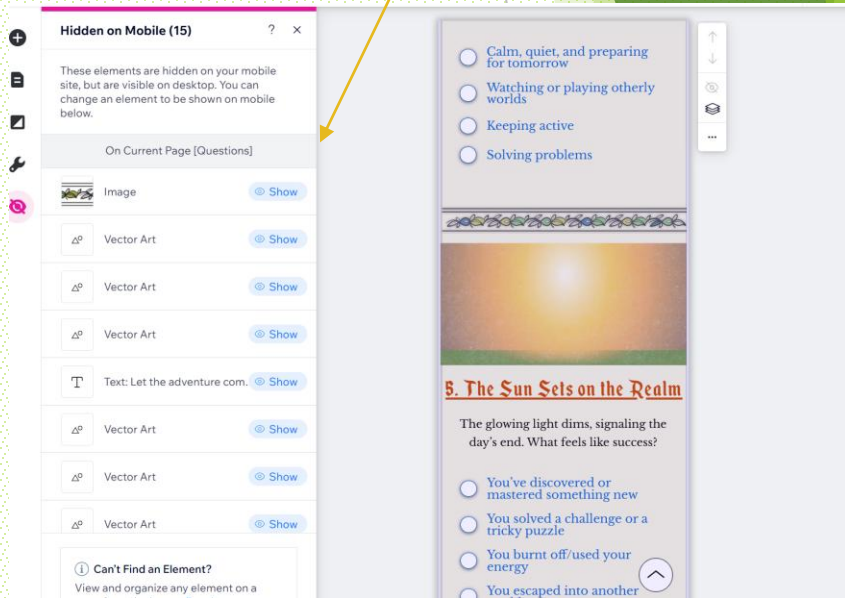 Hidden on Mobile (15)
?
These elements are hidden on your mobile
site, but are visible on desktop. You can
change an element to be shown on mobile
below.
On Current Page [Questions]
Image Show
Vector Art Show
Vector Art Show
Vector Art Show
Text: Let the adventure com. Show
Vector Art Show
Vector Art Show
Vector Art Show
Can't Find an Element?
View and organize any element on a
Calm, quiet, and preparing
for tomorrow
Watching or playing otherly
worlds
Keeping active
Solving problems
5. The Sun Sets on the Realm
The glowing light dims, signaling the
day's end. What feels like success?
You've discovered or
mastered something new
You solved a challenge or a
tricky puzzle
You burnt off/used your
energy
You escaped into another